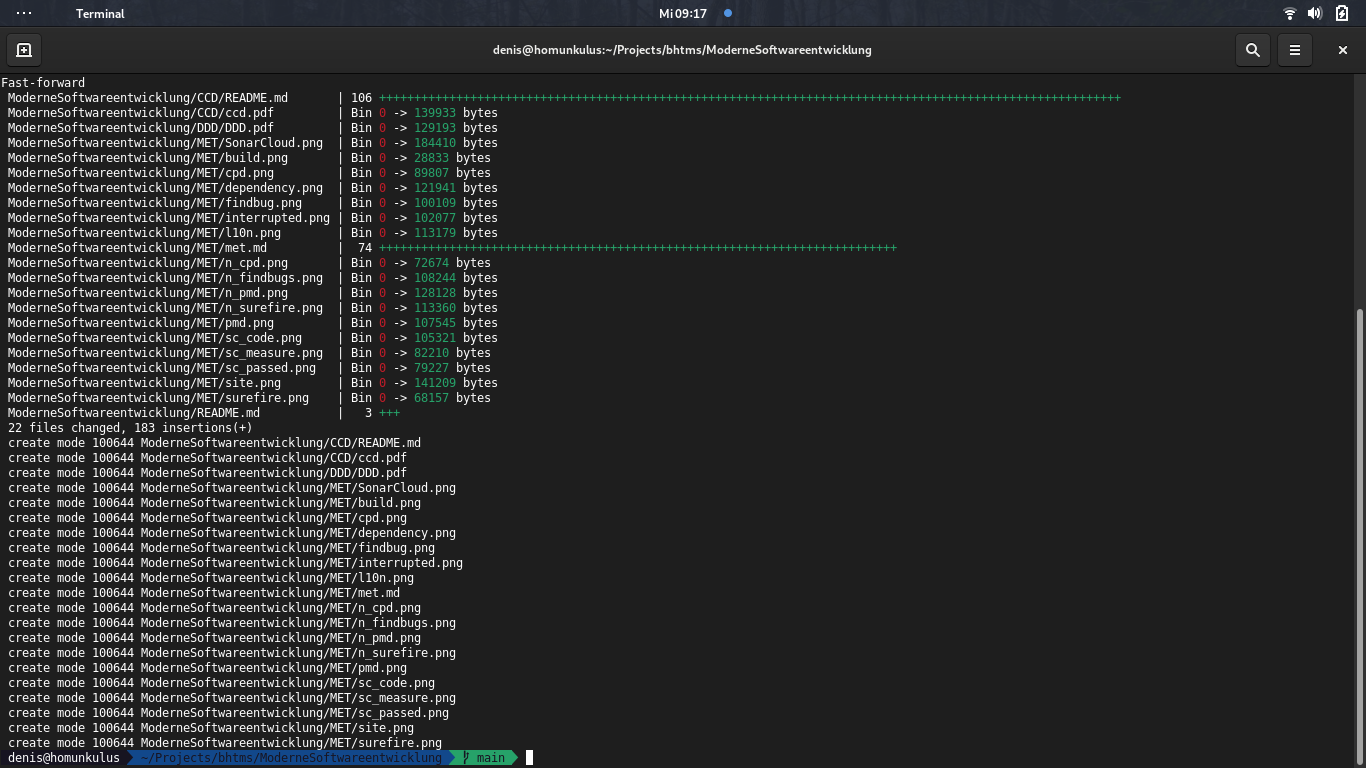 ··· Terminal Mi 09:17
denis@homunkulus:~/Projects/bhtms/ModerneSoftwareentwicklung
Fast-forward
 ModerneSoftwareentwicklung/CCD/README.md       | 106 ++++++++++++++++++++++++++++++++++++++++++++++++++++++++++++++++++++++++++++++++++++++++++++++++++++++++++
 ModerneSoftwareentwicklung/CCD/ccd.pdf         | Bin 0 -> 139933 bytes
 ModerneSoftwareentwicklung/DDD/DDD.pdf         | Bin 0 -> 129193 bytes
 ModerneSoftwareentwicklung/MET/SonarCloud.png  | Bin 0 -> 184410 bytes
 ModerneSoftwareentwicklung/MET/build.png       | Bin 0 -> 28833 bytes
 ModerneSoftwareentwicklung/MET/cpd.png         | Bin 0 -> 89807 bytes
 ModerneSoftwareentwicklung/MET/dependency.png  | Bin 0 -> 121941 bytes
 ModerneSoftwareentwicklung/MET/findbug.png     | Bin 0 -> 100109 bytes
 ModerneSoftwareentwicklung/MET/interrupted.png | Bin 0 -> 102077 bytes
 ModerneSoftwareentwicklung/MET/l10n.png        | Bin 0 -> 113179 bytes
 ModerneSoftwareentwicklung/MET/met.md          |  74 ++++++++++++++++++++++++++++++++++++++++++++++++++++++++++++++++++++++++++
 ModerneSoftwareentwicklung/MET/n_cpd.png       | Bin 0 -> 72674 bytes
 ModerneSoftwareentwicklung/MET/n_findbugs.png  | Bin 0 -> 108244 bytes
 ModerneSoftwareentwicklung/MET/n_pmd.png       | Bin 0 -> 128128 bytes
 ModerneSoftwareentwicklung/MET/n_surefire.png  | Bin 0 -> 113360 bytes
 ModerneSoftwareentwicklung/MET/pmd.png         | Bin 0 -> 107545 bytes
 ModerneSoftwareentwicklung/MET/sc_code.png     | Bin 0 -> 105321 bytes
 ModerneSoftwareentwicklung/MET/sc_measure.png  | Bin 0 -> 82210 bytes
 ModerneSoftwareentwicklung/MET/sc_passed.png   | Bin 0 -> 79227 bytes
 ModerneSoftwareentwicklung/MET/site.png        | Bin 0 -> 141209 bytes
 ModerneSoftwareentwicklung/MET/surefire.png    | Bin 0 -> 68157 bytes
 ModerneSoftwareentwicklung/README.md           |   3 +++
 22 files changed, 183 insertions(+)
 create mode 100644 ModerneSoftwareentwicklung/CCD/README.md
 create mode 100644 ModerneSoftwareentwicklung/CCD/ccd.pdf
 create mode 100644 ModerneSoftwareentwicklung/DDD/DDD.pdf
 create mode 100644 ModerneSoftwareentwicklung/MET/SonarCloud.png
 create mode 100644 ModerneSoftwareentwicklung/MET/build.png
 create mode 100644 ModerneSoftwareentwicklung/MET/cpd.png
 create mode 100644 ModerneSoftwareentwicklung/MET/dependency.png
 create mode 100644 ModerneSoftwareentwicklung/MET/findbug.png
 create mode 100644 ModerneSoftwareentwicklung/MET/interrupted.png
 create mode 100644 ModerneSoftwareentwicklung/MET/l10n.png
 create mode 100644 ModerneSoftwareentwicklung/MET/met.md
 create mode 100644 ModerneSoftwareentwicklung/MET/n_cpd.png
 create mode 100644 ModerneSoftwareentwicklung/MET/n_findbugs.png
 create mode 100644 ModerneSoftwareentwicklung/MET/n_pmd.png
 create mode 100644 ModerneSoftwareentwicklung/MET/n_surefire.png
 create mode 100644 ModerneSoftwareentwicklung/MET/pmd.png
 create mode 100644 ModerneSoftwareentwicklung/MET/sc_code.png
 create mode 100644 ModerneSoftwareentwicklung/MET/sc_measure.png
 create mode 100644 ModerneSoftwareentwicklung/MET/sc_passed.png
 create mode 100644 ModerneSoftwareentwicklung/MET/site.png
 create mode 100644 ModerneSoftwareentwicklung/MET/surefire.png
denis@homunkulus ~/Projects/bhtms/ModerneSoftwareentwicklung main